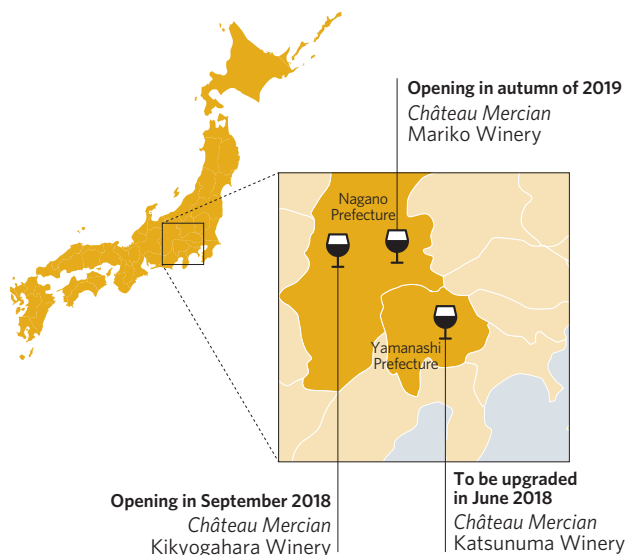 Opening in autumn of 2019
Château Mercian
Mariko Winery
Nagano
Prefecture
Yamanashi
Prefecture
Opening in September 2018
Château Mercian
Kikyogahara Winery
To be upgraded
in June 2018
Château Mercian
Katsunuma Winery